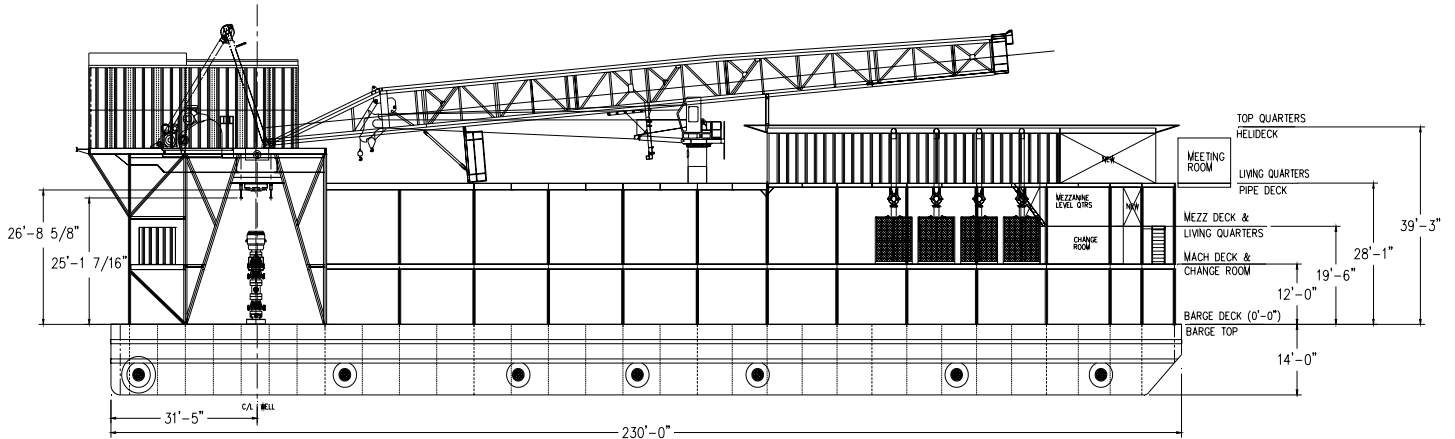 TOP QUARTERS
HELIDECK
NEW
MEETING
ROOM
LIVING QUARTERS
PIPE DECK
MEZZANINE
LEVEL QTRS
NEW
MEZZ DECK &
LIVING QUARTERS
CHANGE
ROOM
MACH DECK &
CHANGE ROOM
26'-8 5/8"
25'-1 7/16"
39'-3"
28'-1"
19'-6"
12'-0"
BARGE DECK (0'-0")
BARGE TOP
14'-0"
C/L WELL
31'-5"
230'-0"